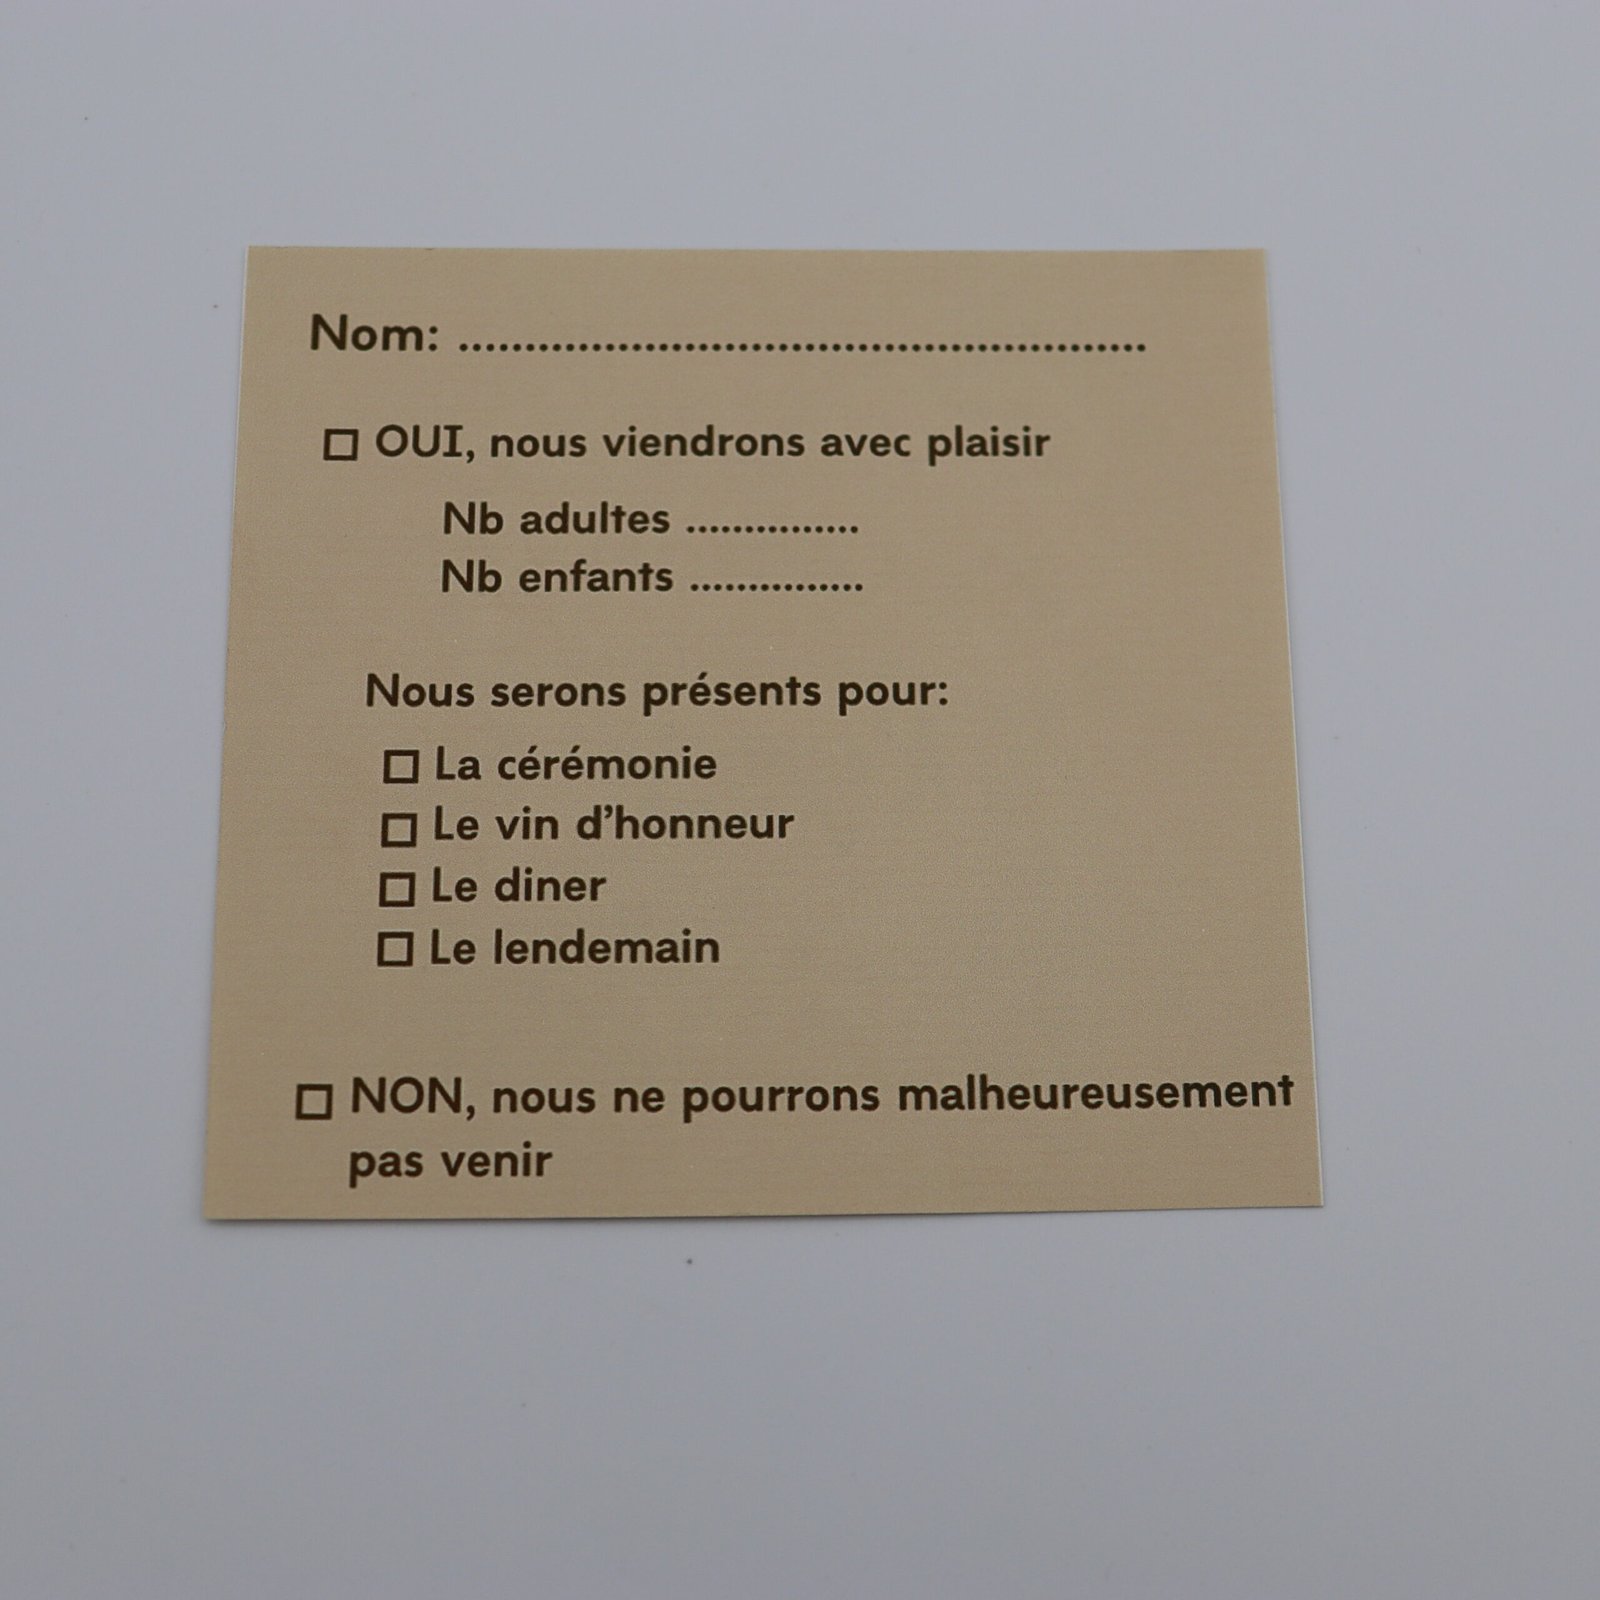 Nom: ....................................................
☐ OUI, nous viendrons avec plaisir
Nb adultes ...............
Nb enfants ...............
Nous serons présents pour:
☐ La cérémonie
☐ Le vin d’honneur
☐ Le diner
☐ Le lendemain
☐ NON, nous ne pourrons malheureusement
pas venir